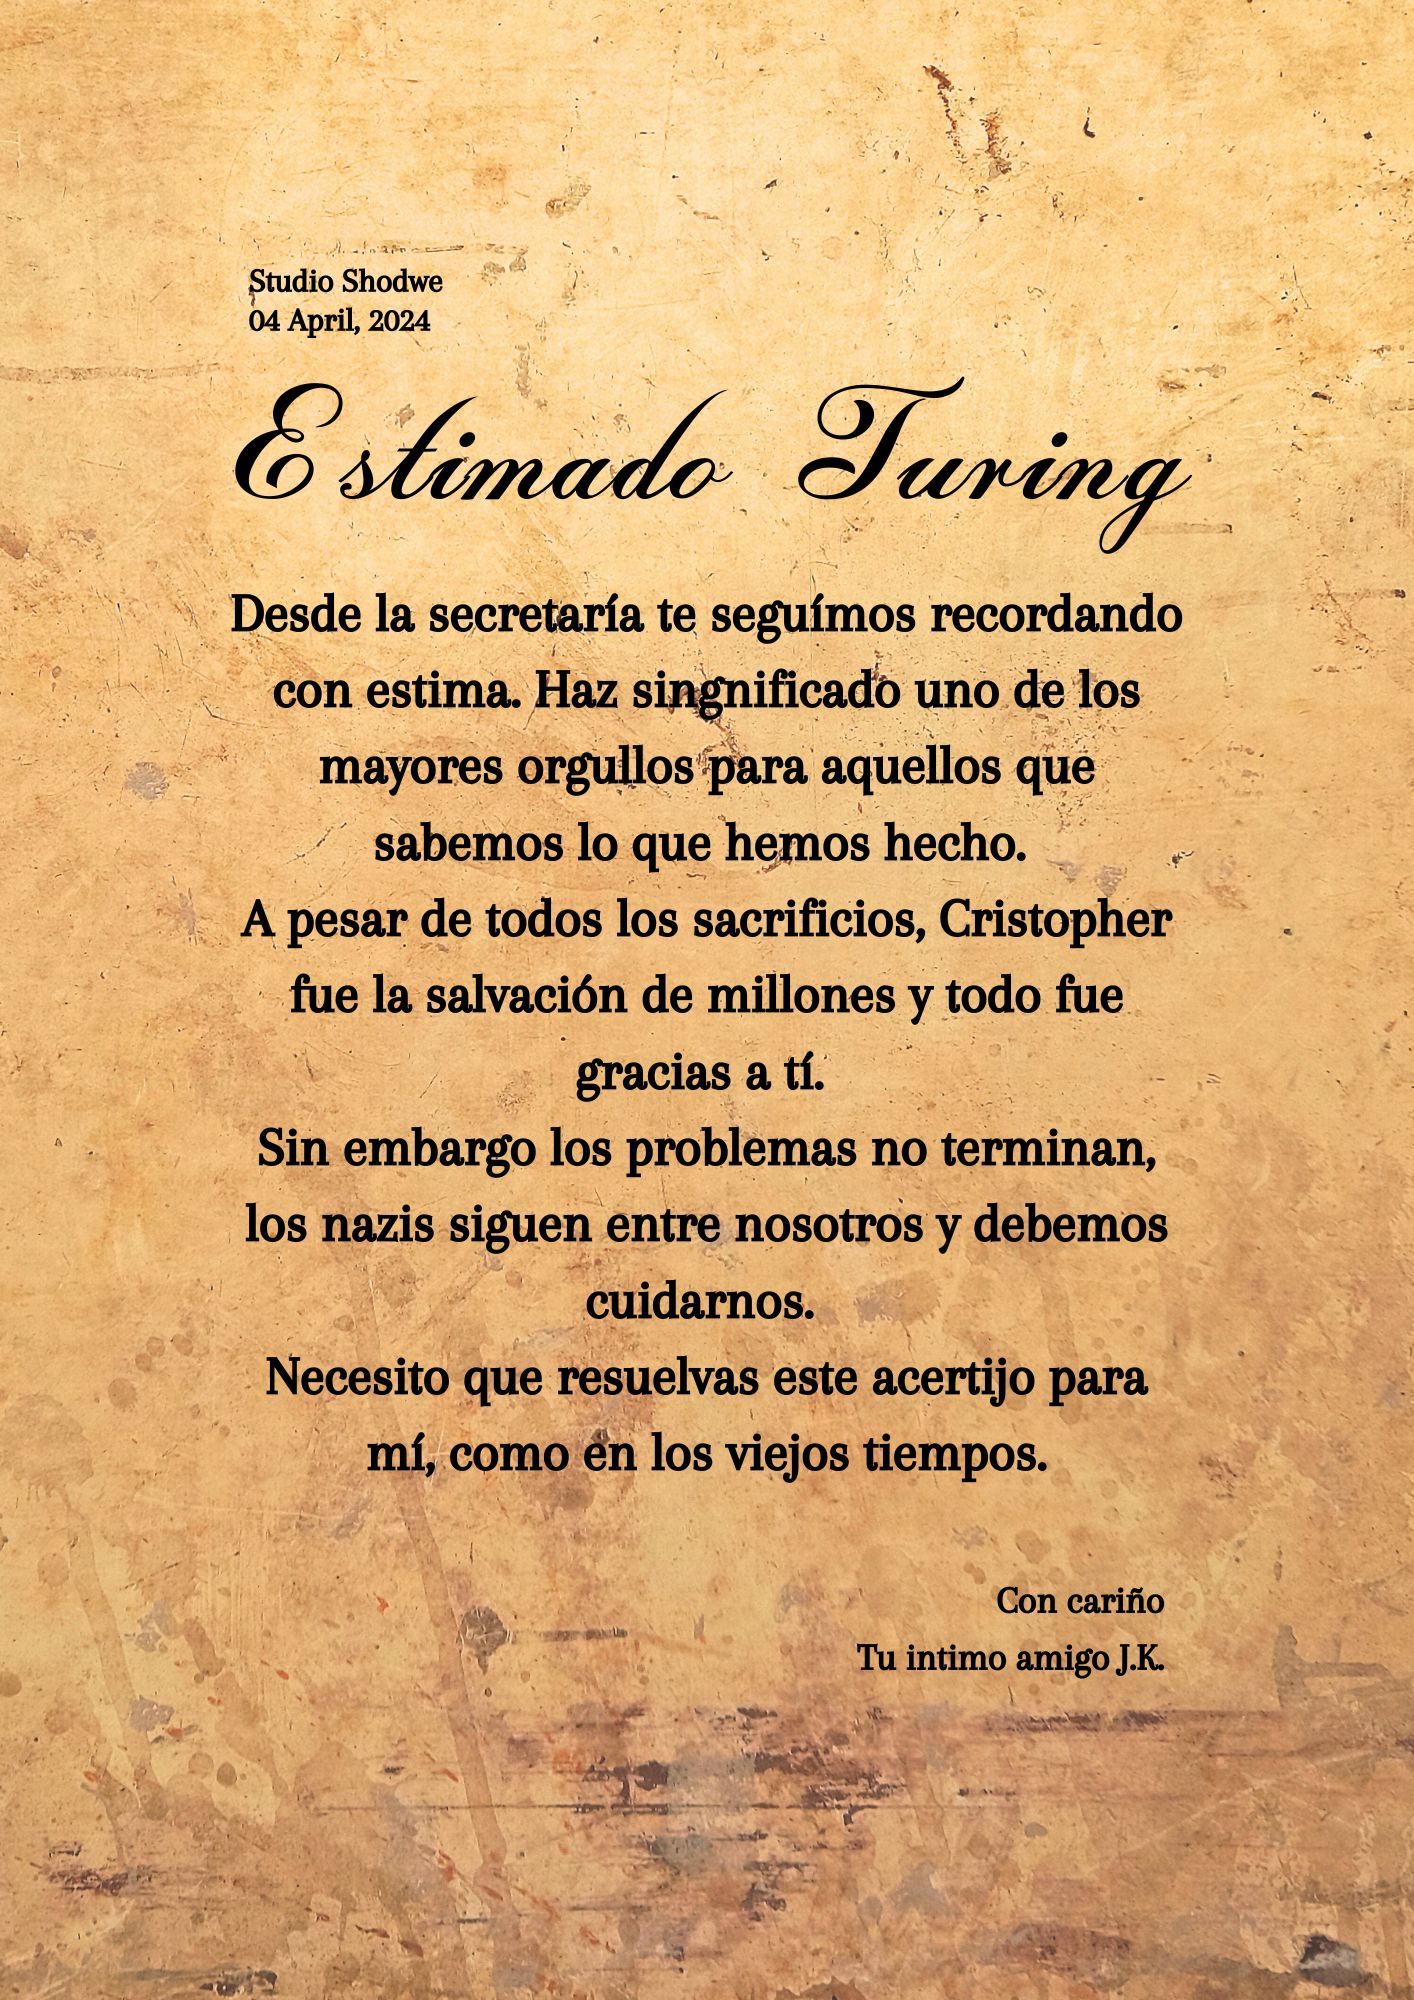 Studio Shodwe
04 April, 2024
Estimado Turing
Desde la secretaría te seguímos recordando
con estima. Haz singnificado uno de los
mayores orgullos para aquellos que
sabemos lo que hemos hecho.
A pesar de todos los sacrificios, Cristopher
fue la salvación de millones y todo fue
gracias a tí.
Sin embargo los problemas no terminan,
los nazis siguen entre nosotros y debemos
cuidarnos.
Necesito que resuelvas este acertijo para
mí, como en los viejos tiempos.
Con cariño
Tu intimo amigo J.K.